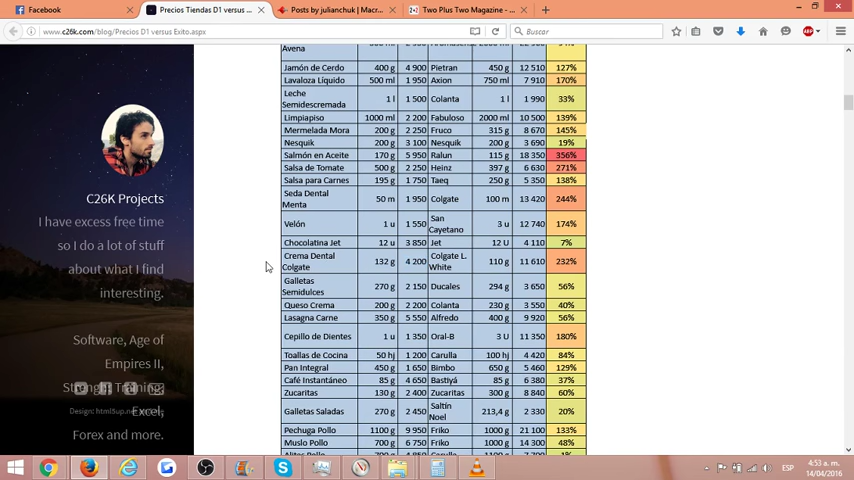 Facebook
Precios Tiendas D1 versus ...
Posts by julianchuk | Macr...
Two Plus Two Magazine - ...
www.c26k.com/blog/Precios D1 versus Exito.aspx
Buscar
C26K Projects
I have excess free time
so I do a lot of stuff
about what I find
interesting.
Software, Age of
Empires II,
Strength Training,
Excel,
Forex and more.
Avena
Jamón de Cerdo 400 g 4 900 Pietran 450 g 12 510 127%
Lavaloza Líquido 500 ml 1 950 Axion 750 ml 7 910 170%
Leche
Semidescremada 1 l 1 500 Colanta 1 l 1 990 33%
Limpiapiso 1000 ml 2 200 Fabuloso 2000 ml 10 500 139%
Mermelada Mora 200 g 2 250 Fruco 315 g 8 670 145%
Nesquik 200 g 3 100 Nesquik 200 g 3 690 19%
Salmón en Aceite 170 g 5 950 Ralun 115 g 18 350 356%
Salsa de Tomate 500 g 2 250 Heinz 397 g 6 630 271%
Salsa para Carnes 195 g 1 750 Taeq 250 g 5 350 138%
Seda Dental
Menta 50 m 1 950 Colgate 100 m 13 420 244%
Velón 1 u 1 550 San
Cayetano 3 u 12 740 174%
Chocolatina Jet 12 u 3 850 Jet 12 U 4 110 7%
Crema Dental
Colgate 132 g 4 200 Colgate L.
White 110 g 11 610 232%
Galletas
Semidulces 270 g 2 150 Ducales 294 g 3 650 56%
Queso Crema 200 g 2 200 Colanta 230 g 3 550 40%
Lasagna Carne 350 g 5 550 Alfredo 400 g 9 920 56%
Cepillo de Dientes 1 u 1 350 Oral-B 3 U 11 350 180%
Toallas de Cocina 50 hj 1 200 Carulla 100 hj 4 420 84%
Pan Integral 450 g 1 650 Bimbo 650 g 5 460 129%
Café Instantáneo 85 g 4 650 Bastiyá 85 g 6 380 37%
Zucaritas 130 g 2 400 Zucaritas 300 g 8 840 60%
Galletas Saladas 270 g 2 450 Saltín
Noel 213,4 g 2 330 20%
Pechuga Pollo 1100 g 9 950 Friko 1000 g 21 100 133%
Muslo Pollo 700 g 6 750 Friko 1000 g 14 300 48%
ESP
4:53 a. m.
14/04/2016